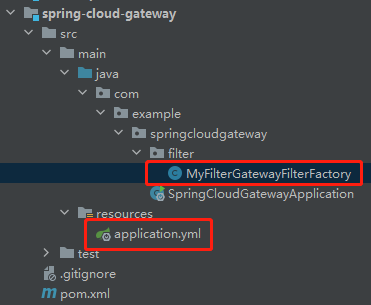 spring-cloud-gateway
src
main
java
com
example
springcloudgateway
filter
MyFilterGatewayFilterFactory
SpringCloudGatewayApplication
resources
application.yml
test
.gitignore
pom.xml